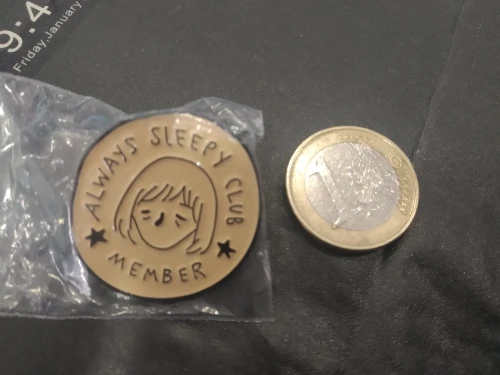 9:4
Friday,January
ALWAYS SLEEPY CLUB
MEMBER
1